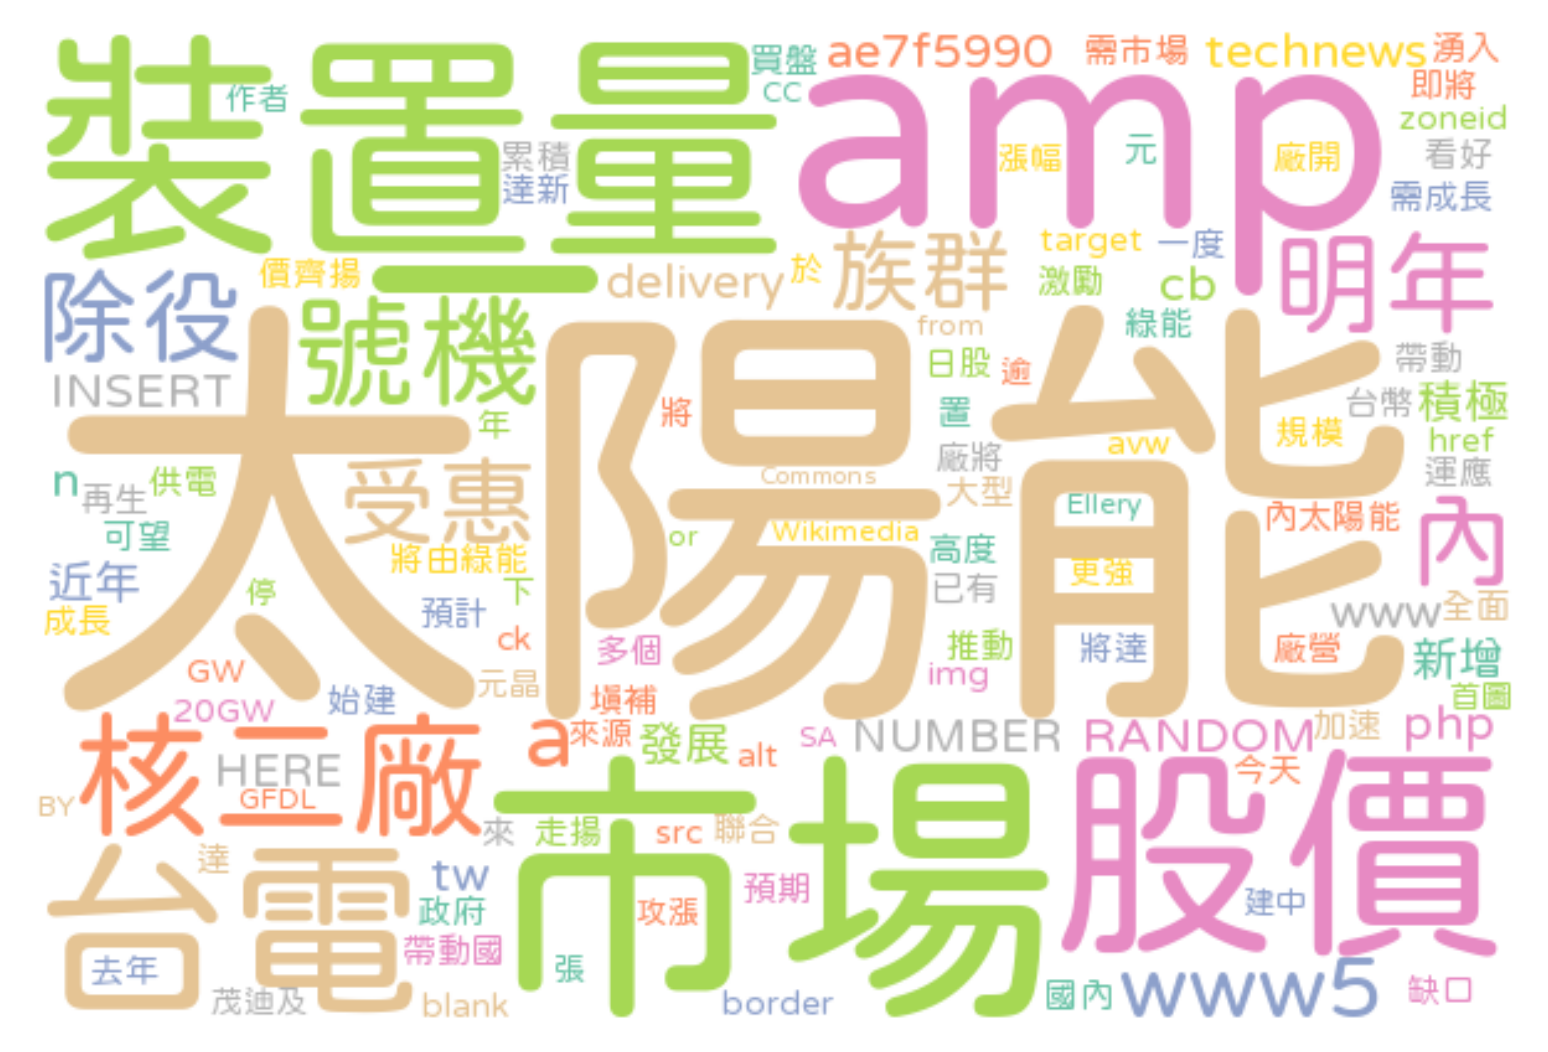 裝置量
amp
作者
買盤
CC
ae7f5990
需市場
technews
湧入
即將
zoneid
看好
需成長
累積
達新
漲幅
元
廠開
除役
價齊揚
號機
delivery
於
族群
target
一度
激勵
cb
明年
綠能
from
日股
逾
INSERT
太陽能
帶動
台幣
積極
href
運應
規模
avw
將
置
廠將
大型
年
受惠
Commons
Wikimedia
or
Ellery
內太陽能
內
n
再生
供電
可望
近年
成長
停
將由綠能
下
預計
ck
高度
已有
更強
www
全面
GW
20GW
始建
元晶
多個
填補
推動
img
將達
廠營
新增
首圖
核三廠
HERE
GFDL
BY
a
來源
發展
alt
SA
NUMBER
RANDOM
加速
php
今天
市場
股價
來
走揚
src
聯合
台電
達
tw
政府
帶動國
去年
茂迪及
blank
預期
攻漲
張
border
國內
www5
建中
缺口